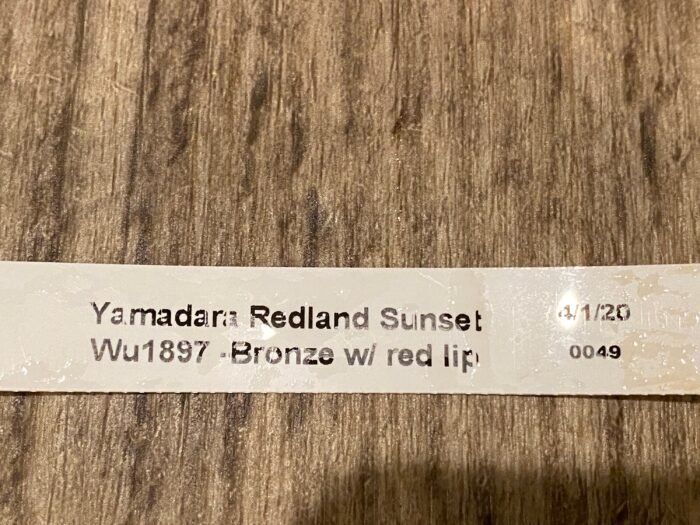 Yamadara Redland Sunset 4/1/20
Wu1897 -Bronze w/ red lip 0049